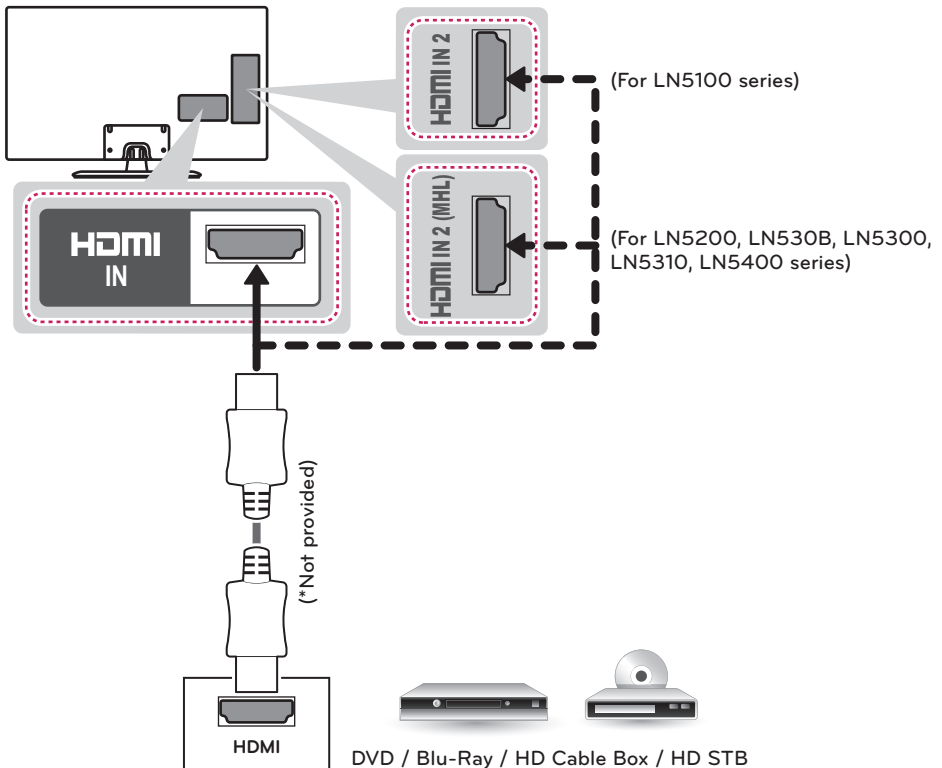 HDMI IN 2
(For LN5100 series)
HDMI IN 2 (MHL)
(For LN5200, LN530B, LN5300,
LN5310, LN5400 series)
HDMI
IN
(*Not provided)
HDMI
DVD / Blu-Ray / HD Cable Box / HD STB